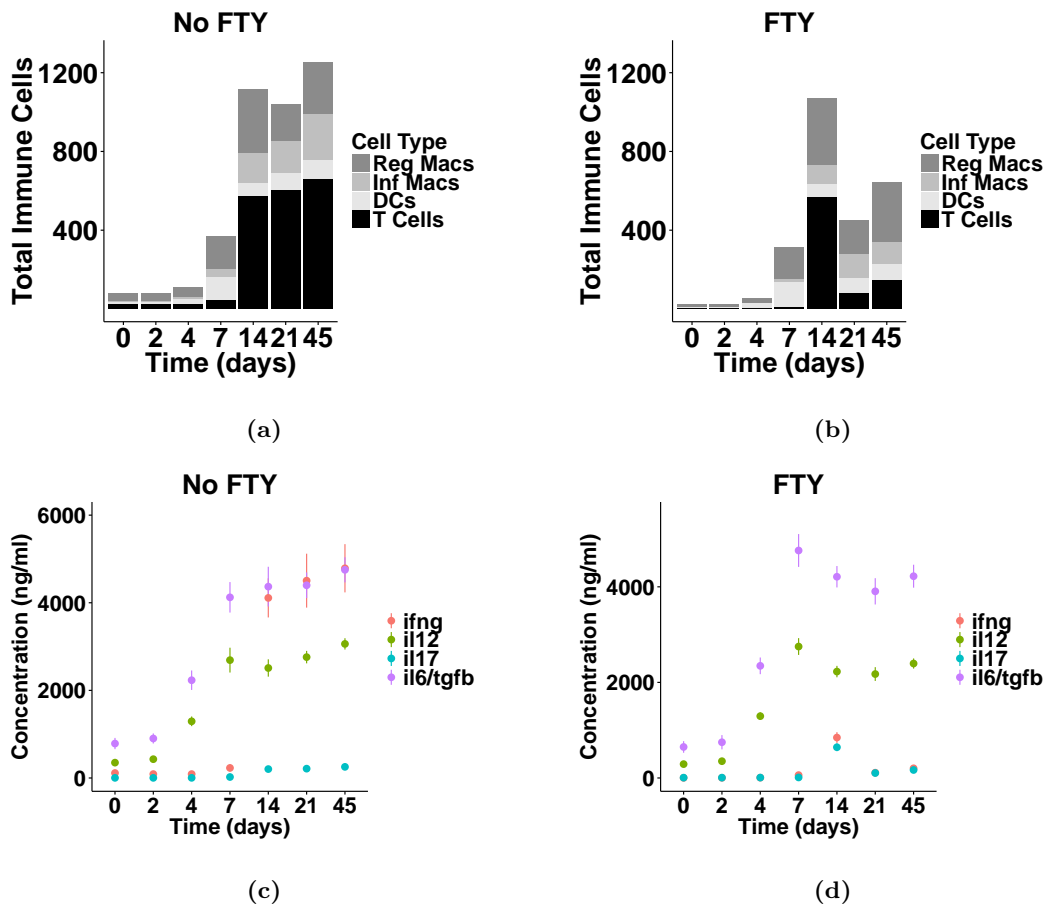 No FTY
Total Immune Cells
1200
800
400
Cell Type
Reg Macs
Inf Macs
DCs
T Cells
0 2 4 7 14 21 45
Time (days)
(a)
FTY
Total Immune Cells
1200
800
400
Cell Type
Reg Macs
Inf Macs
DCs
T Cells
0 2 4 7 14 21 45
Time (days)
(b)
No FTY
Concentration (ng/ml)
6000
4000
2000
0
ifng
il12
il17
il6/tgfb
0 2 4 7 14 21 45
Time (days)
(c)
FTY
Concentration (ng/ml)
4000
2000
0
ifng
il12
il17
il6/tgfb
0 2 4 7 14 21 45
Time (days)
(d)